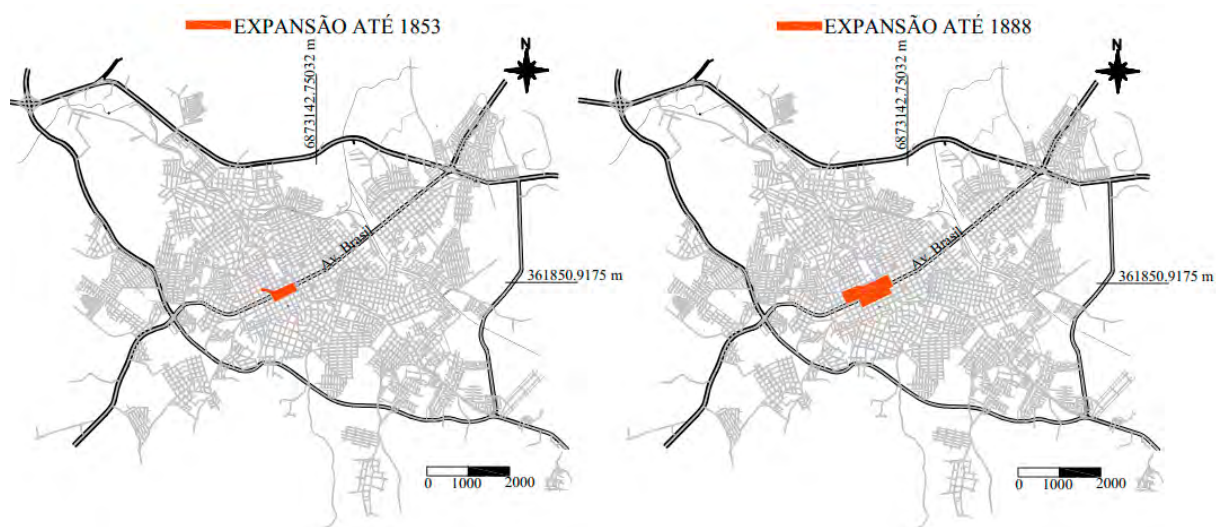 EXPANSÃO ATÉ 1853
N
6873142.75032 m
Av. Brasil
361850.9175 m
0 1000 2000
EXPANSÃO ATÉ 1888
N
6873142.75032 m
Av. Brasil
361850.9175 m
0 1000 2000